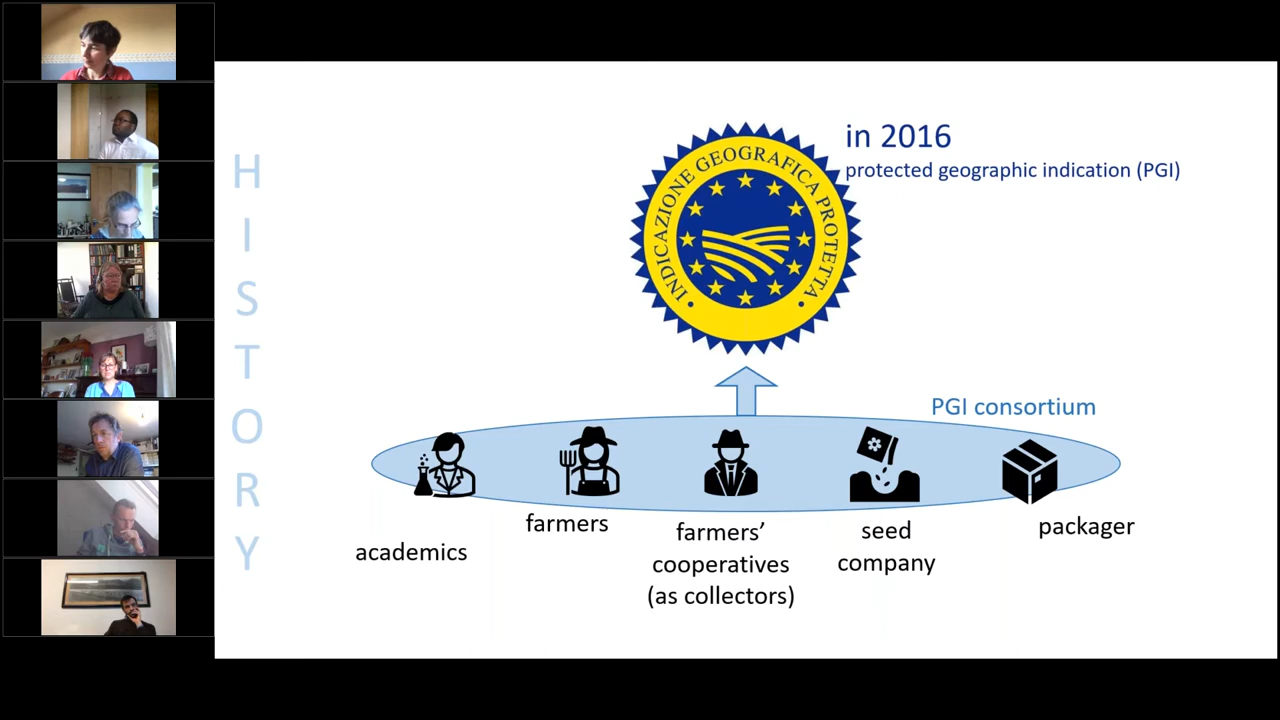 HISTORY
INDICAZIONE GEOGRAFICA PROTETTA
in 2016
protected geographic indication (PGI)
PGI consortium
academics
farmers
farmers’
cooperatives
(as collectors)
seed
company
packager